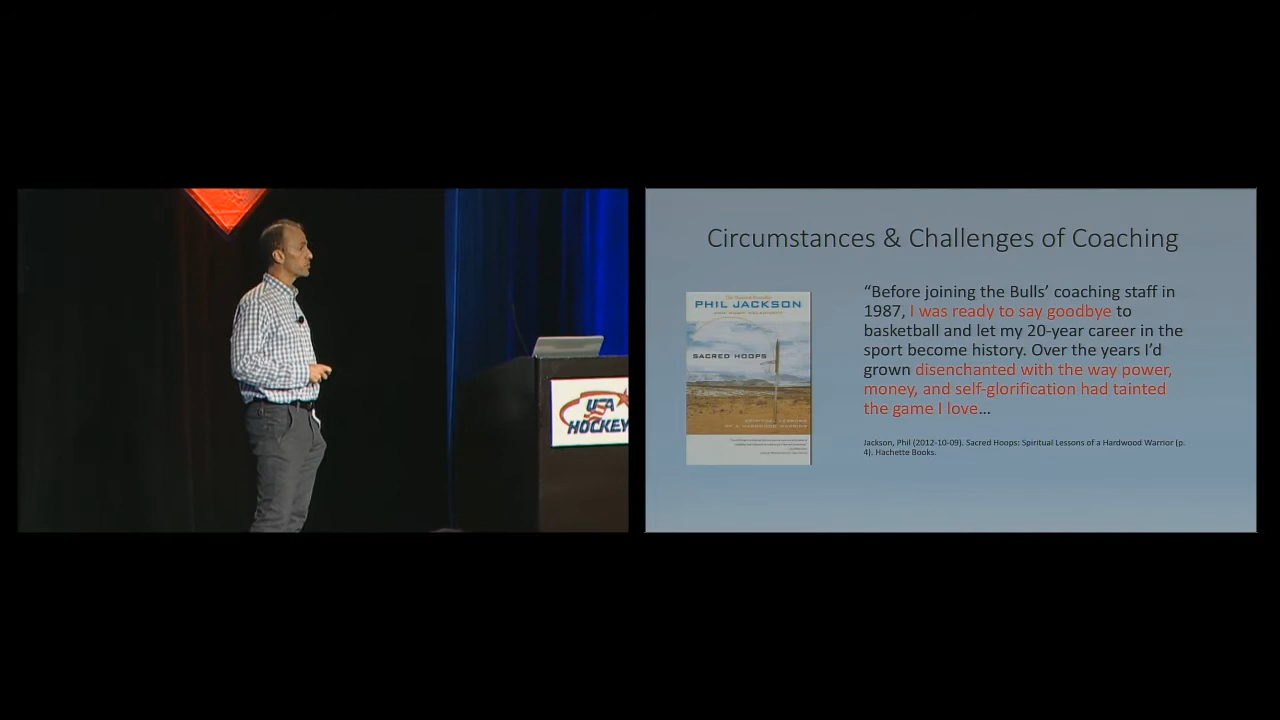 USA
HOCKEY
Circumstances & Challenges of Coaching
PHIL JACKSON
SACRED HOOPS
“Before joining the Bulls’ coaching staff in
1987, I was ready to say goodbye to
basketball and let my 20-year career in the
sport become history. Over the years I’d
grown disenchanted with the way power,
money, and self-glorification had tainted
the game I love…
Jackson, Phil (2012-10-09). Sacred Hoops: Spiritual Lessons of a Hardwood Warrior (p.
4). Hachette Books.